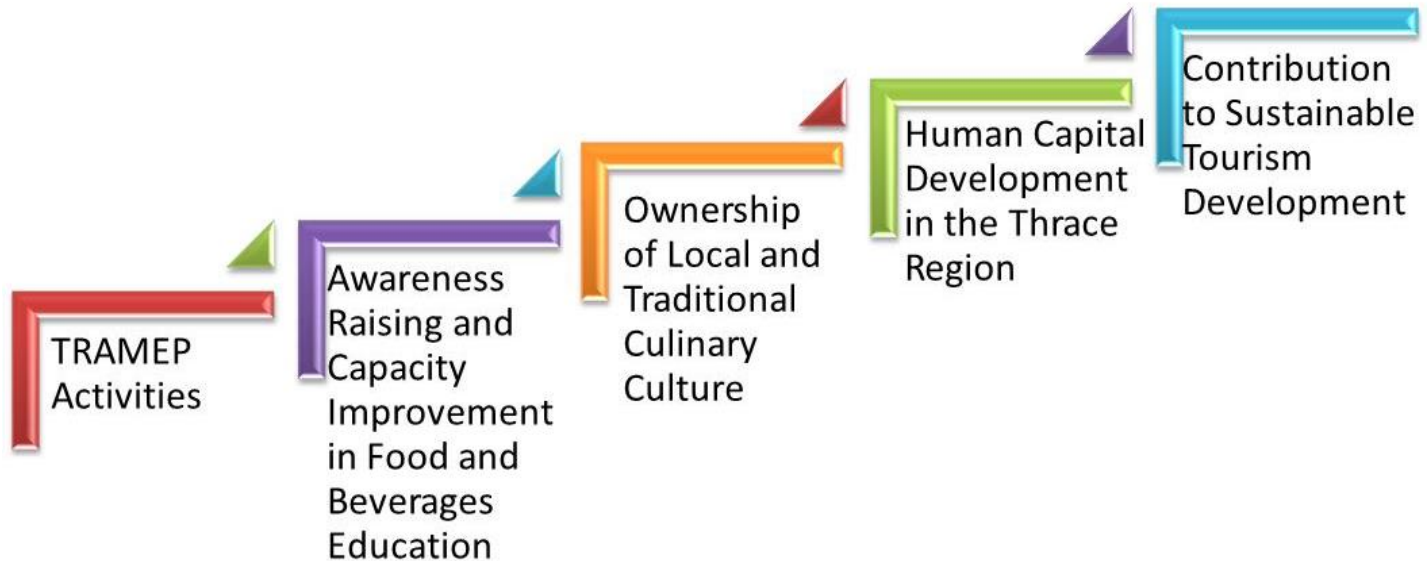 TRAMEP
Activities
Awareness
Raising and
Capacity
Improvement
in Food and
Beverages
Education
Ownership
of Local and
Traditional
Culinary
Culture
Human Capital
Development
in the Thrace
Region
Contribution
to Sustainable
Tourism
Development